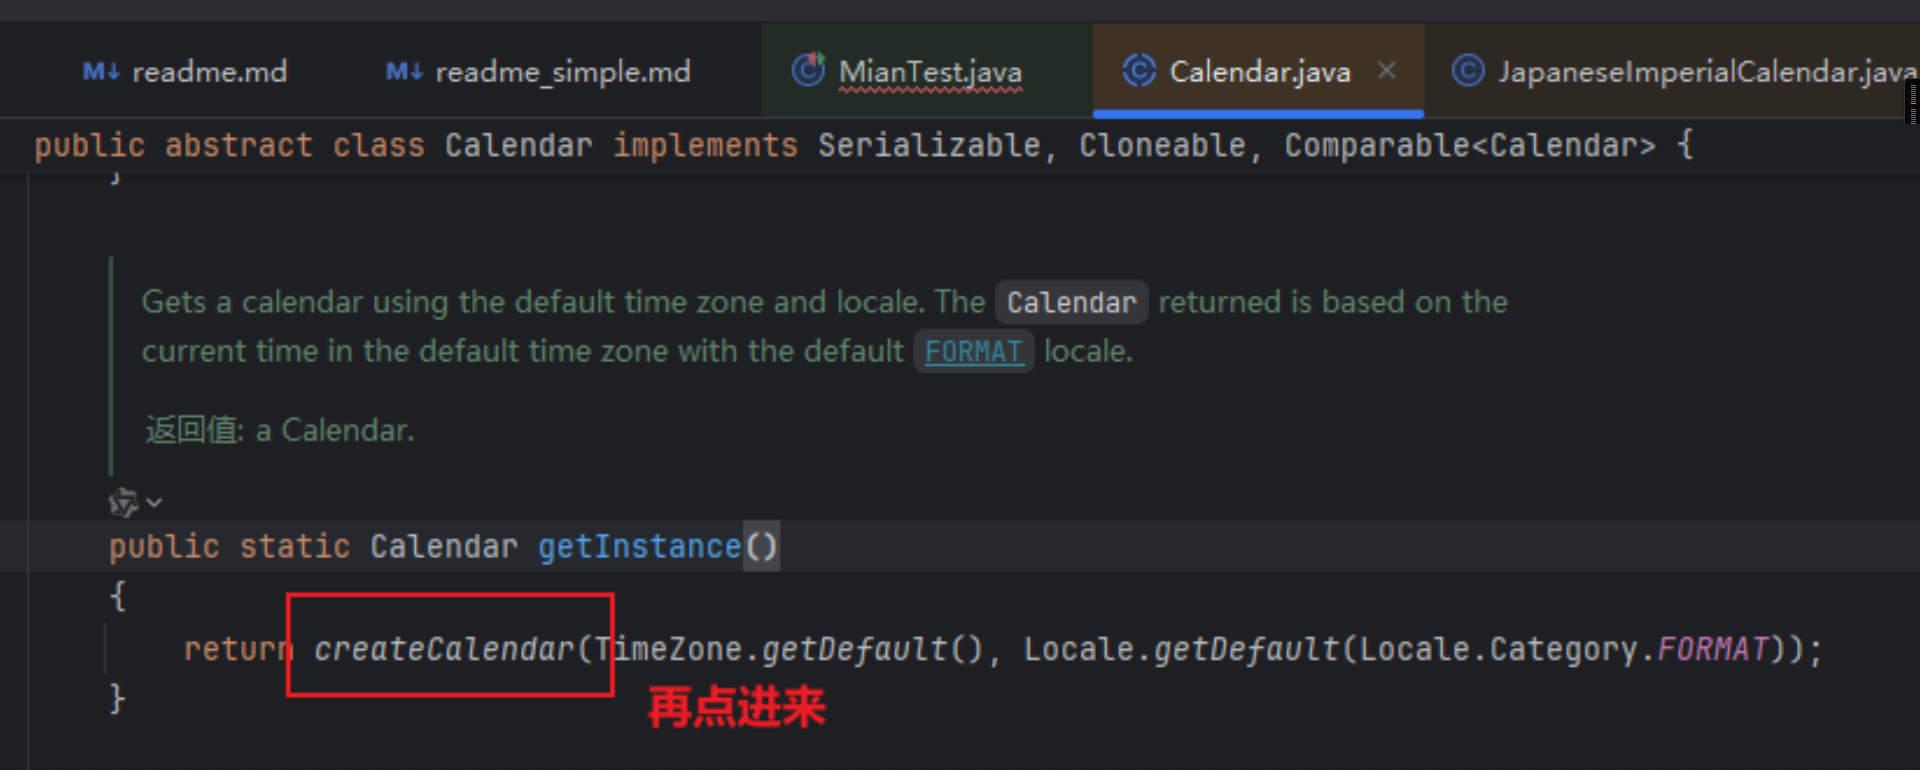 readme.md
readme_simple.md
MianTest.java
Calendar.java
JapaneseImperialCalendar.java
public abstract class Calendar implements Serializable, Cloneable, Comparable<Calendar> {
}
Gets a calendar using the default time zone and locale. The Calendar returned is based on the
current time in the default time zone with the default FORMAT locale.
返回值: a Calendar.
public static Calendar getInstance()
{
return createCalendar(TimeZone.getDefault(), Locale.getDefault(Locale.Category.FORMAT));
}
再点进来